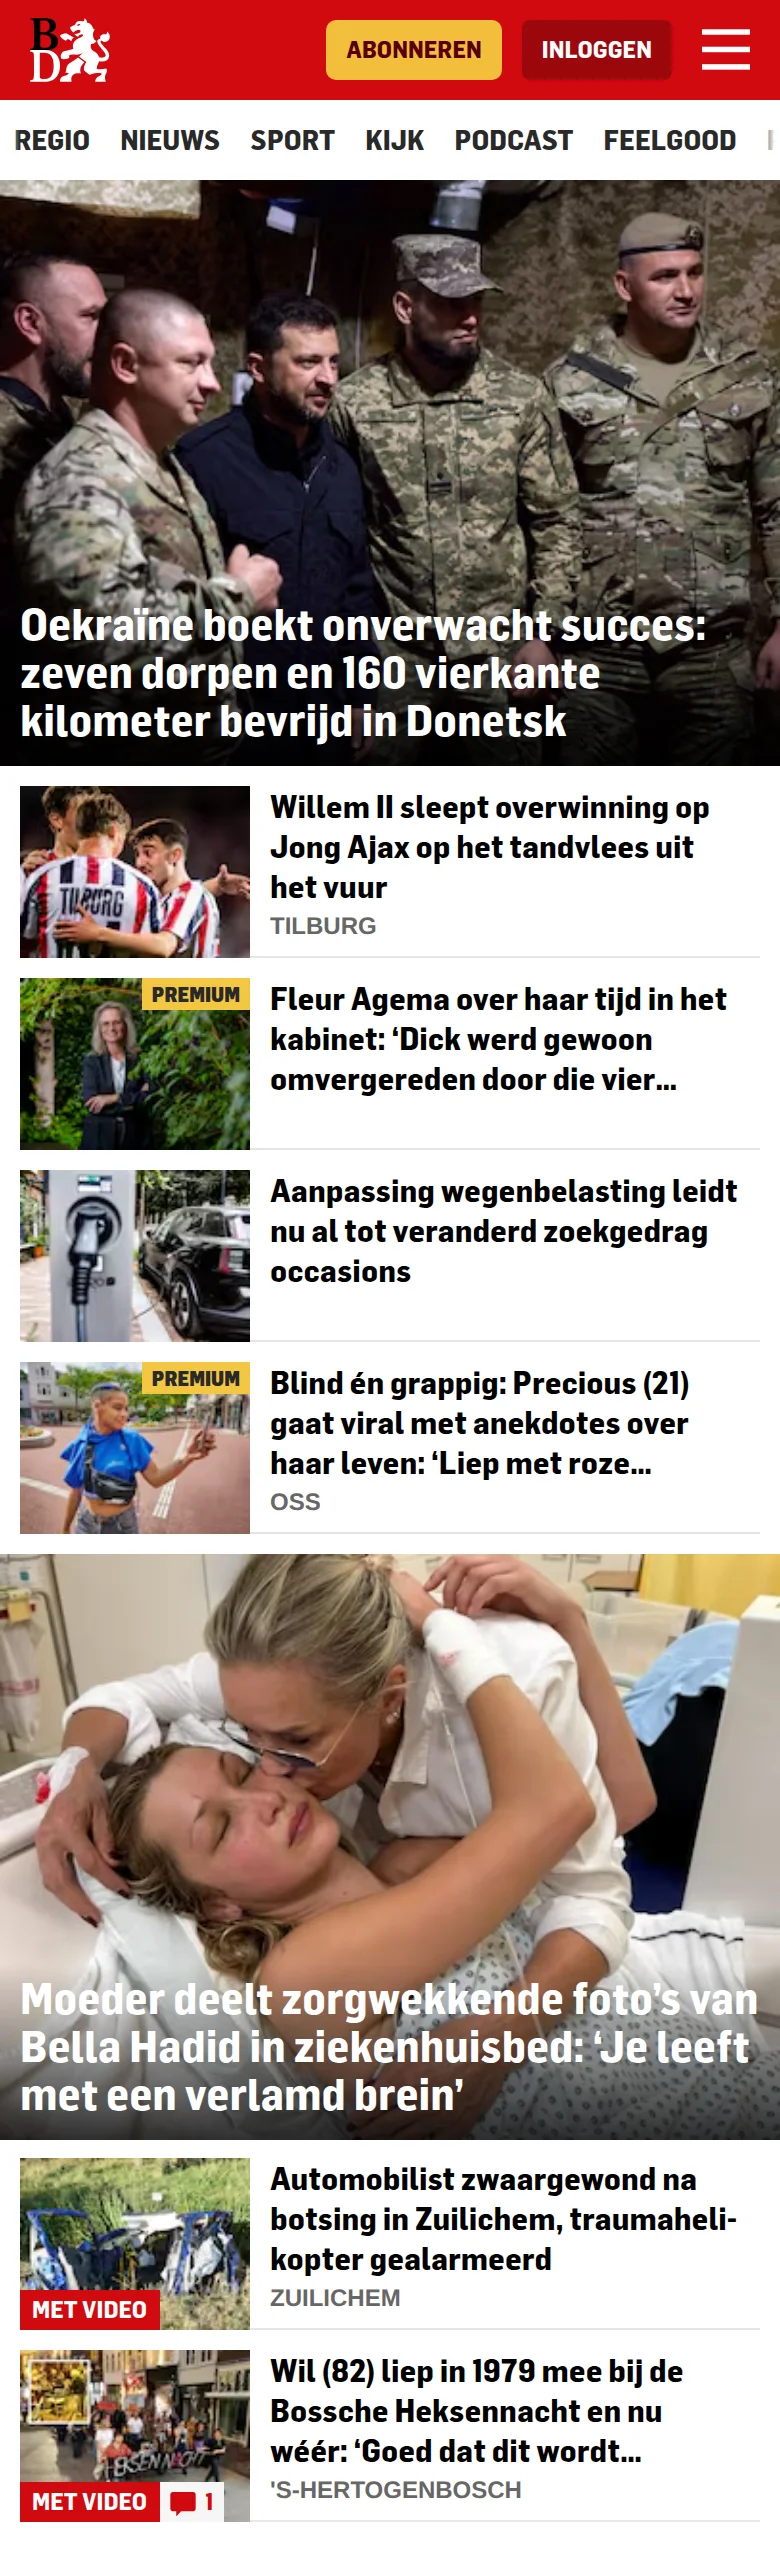 BD
ABONNEREN
INLOGGEN
REGIO NIEUWS SPORT KIJK PODCAST FEELGOOD
Oekraïne boekt onverwacht succes:
zeven dorpen en 160 vierkante
kilometer bevrijd in Donetsk
TILBURG
Willem II sleept overwinning op
Jong Ajax op het tandvlees uit
het vuur
TILBURG
PREMIUM
Fleur Agema over haar tijd in het
kabinet: ‘Dick werd gewoon
omvergereden door die vier...
Aanpassing wegenbelasting leidt
nu al tot veranderd zoekgedrag
occasions
PREMIUM
Blind én grappig: Precious (21)
gaat viral met anekdotes over
haar leven: ‘Liep met roze...
OSS
Moeder deelt zorgwekkende foto’s van
Bella Hadid in ziekenhuisbed: ‘Je leeft
met een verlamd brein’
MET VIDEO
Automobilist zwaargewond na
botsing in Zuilichem, traumaheli-
kopter gealarmeerd
ZUILICHEM
HEKSENNACHT
MET VIDEO
1
Wil (82) liep in 1979 mee bij de
Bossche Heksennacht en nu
wéér: ‘Goed dat dit wordt...
'S-HERTOGENBOSCH